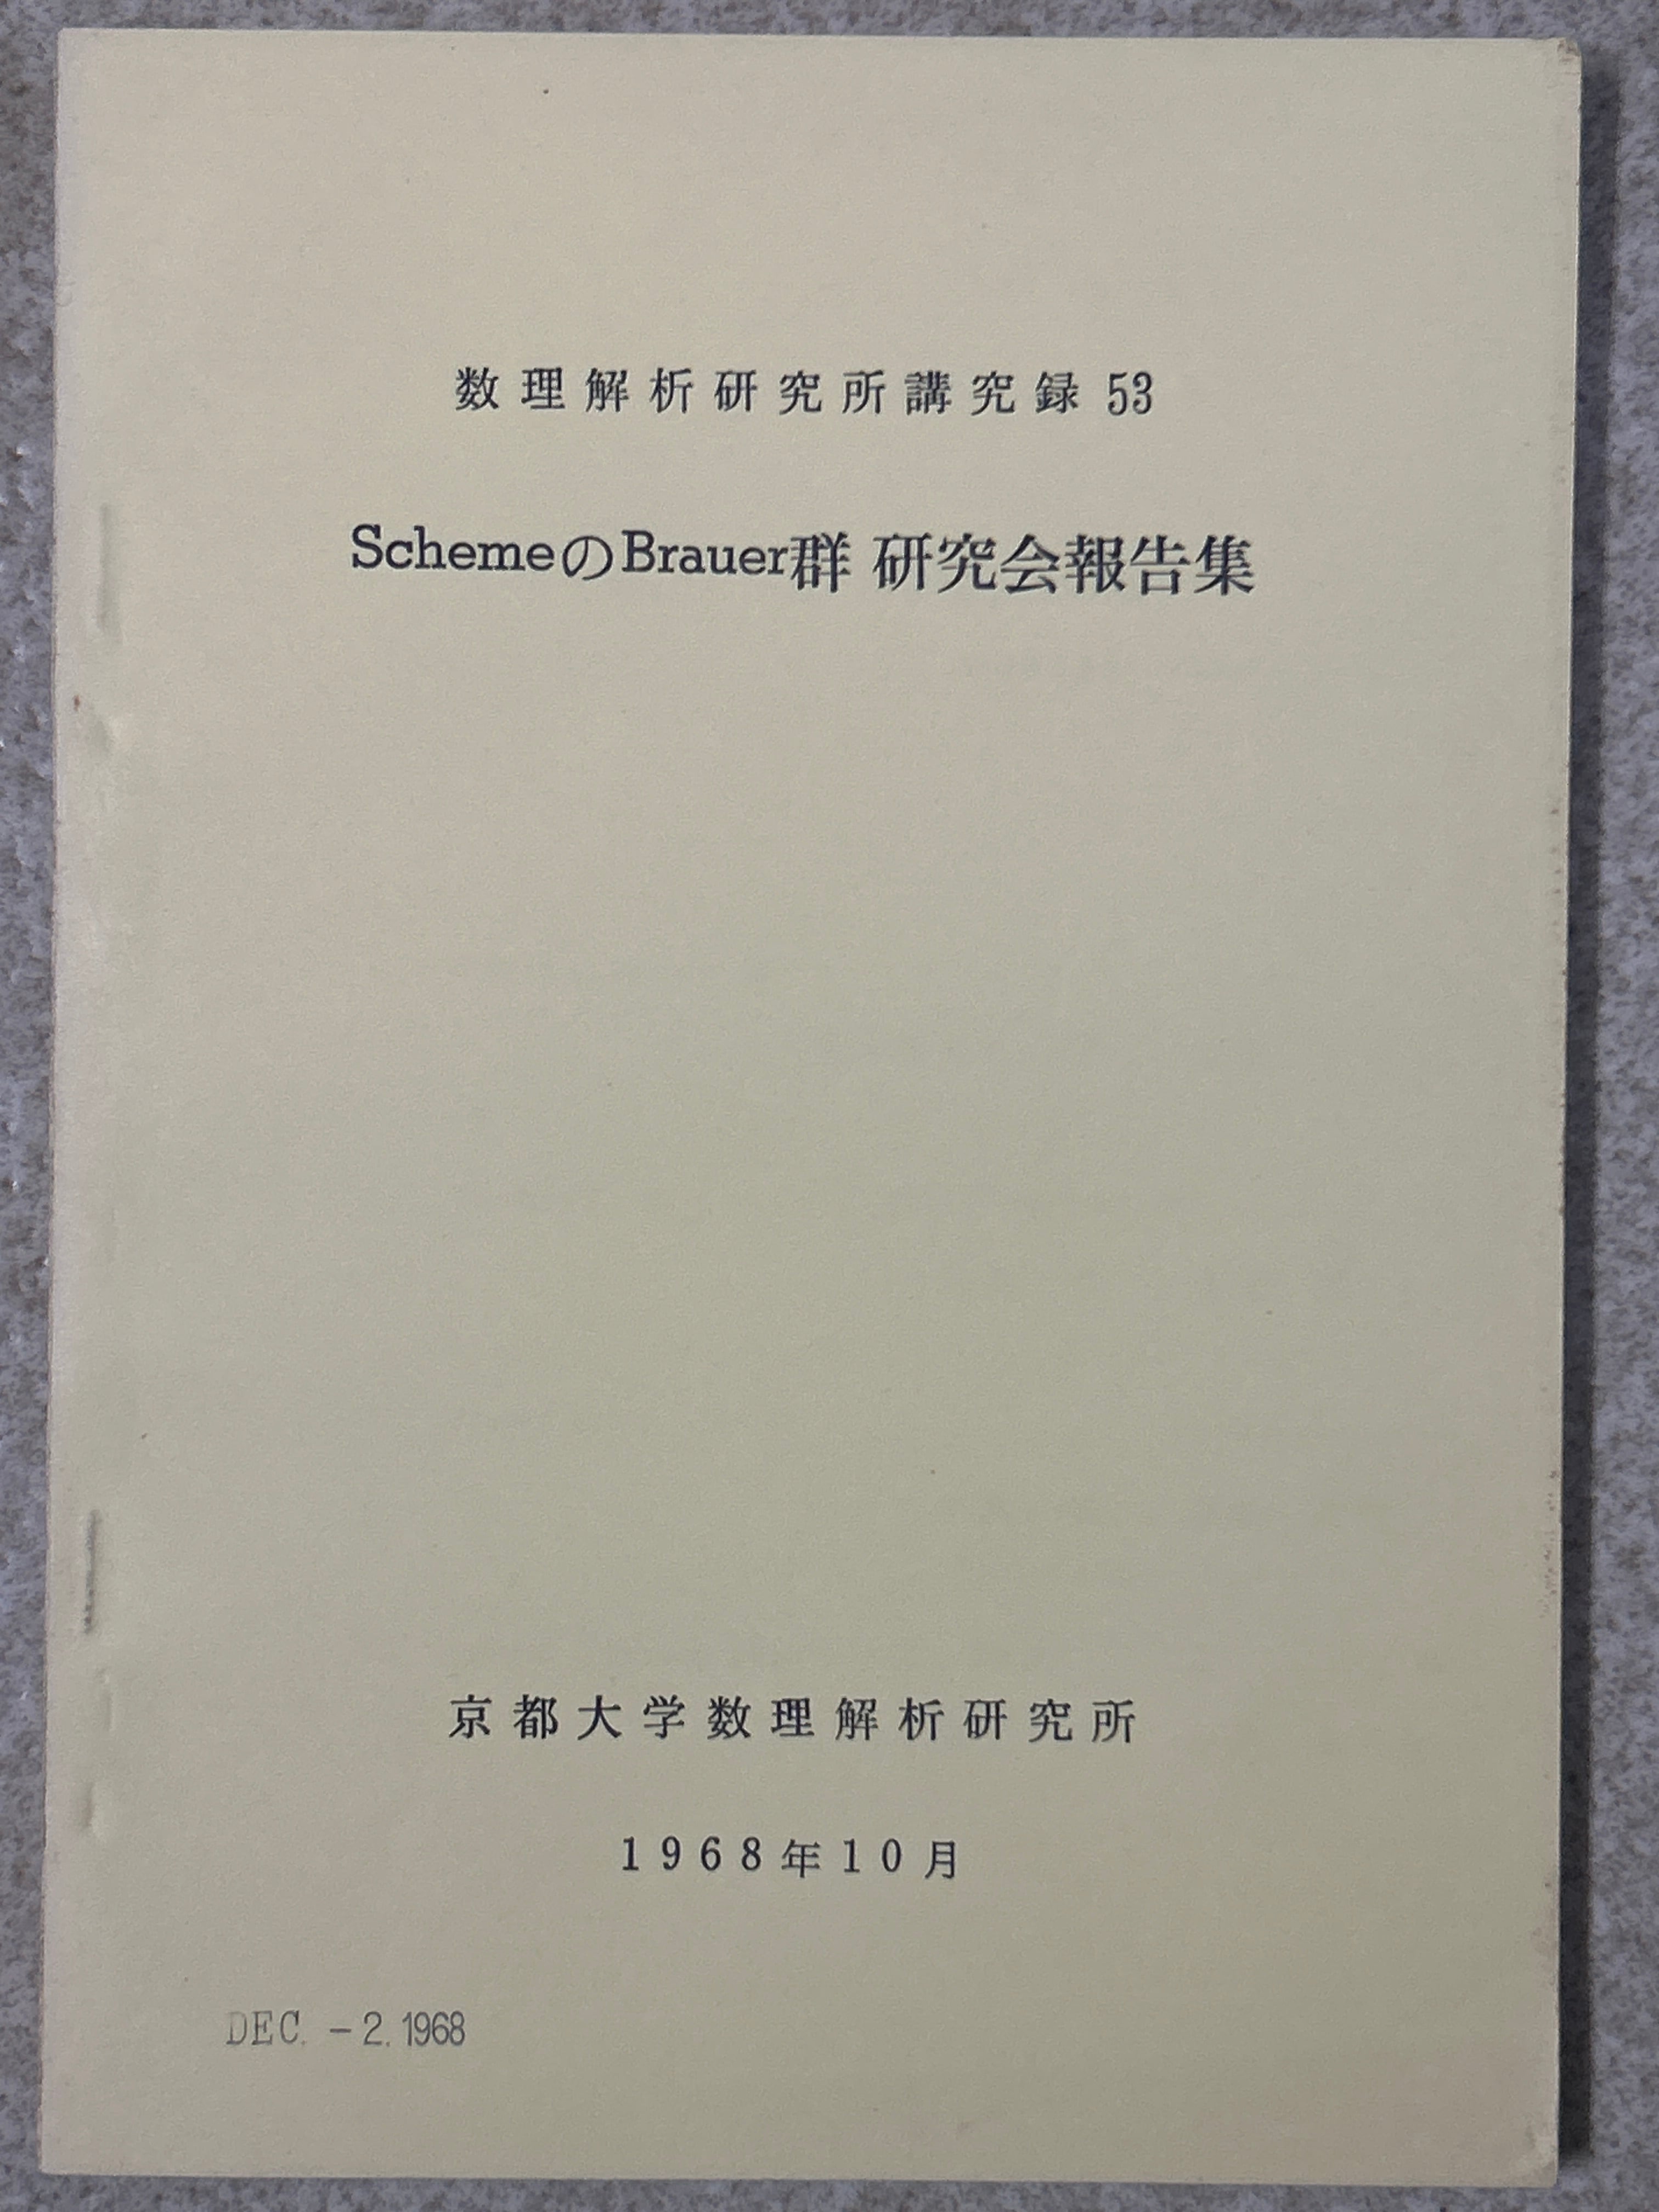 数理解析研究所講究録 53
SchemeのBrauer群 研究会報告集
京都大学数理解析研究所
1968年10月
DEC. -2. 1968